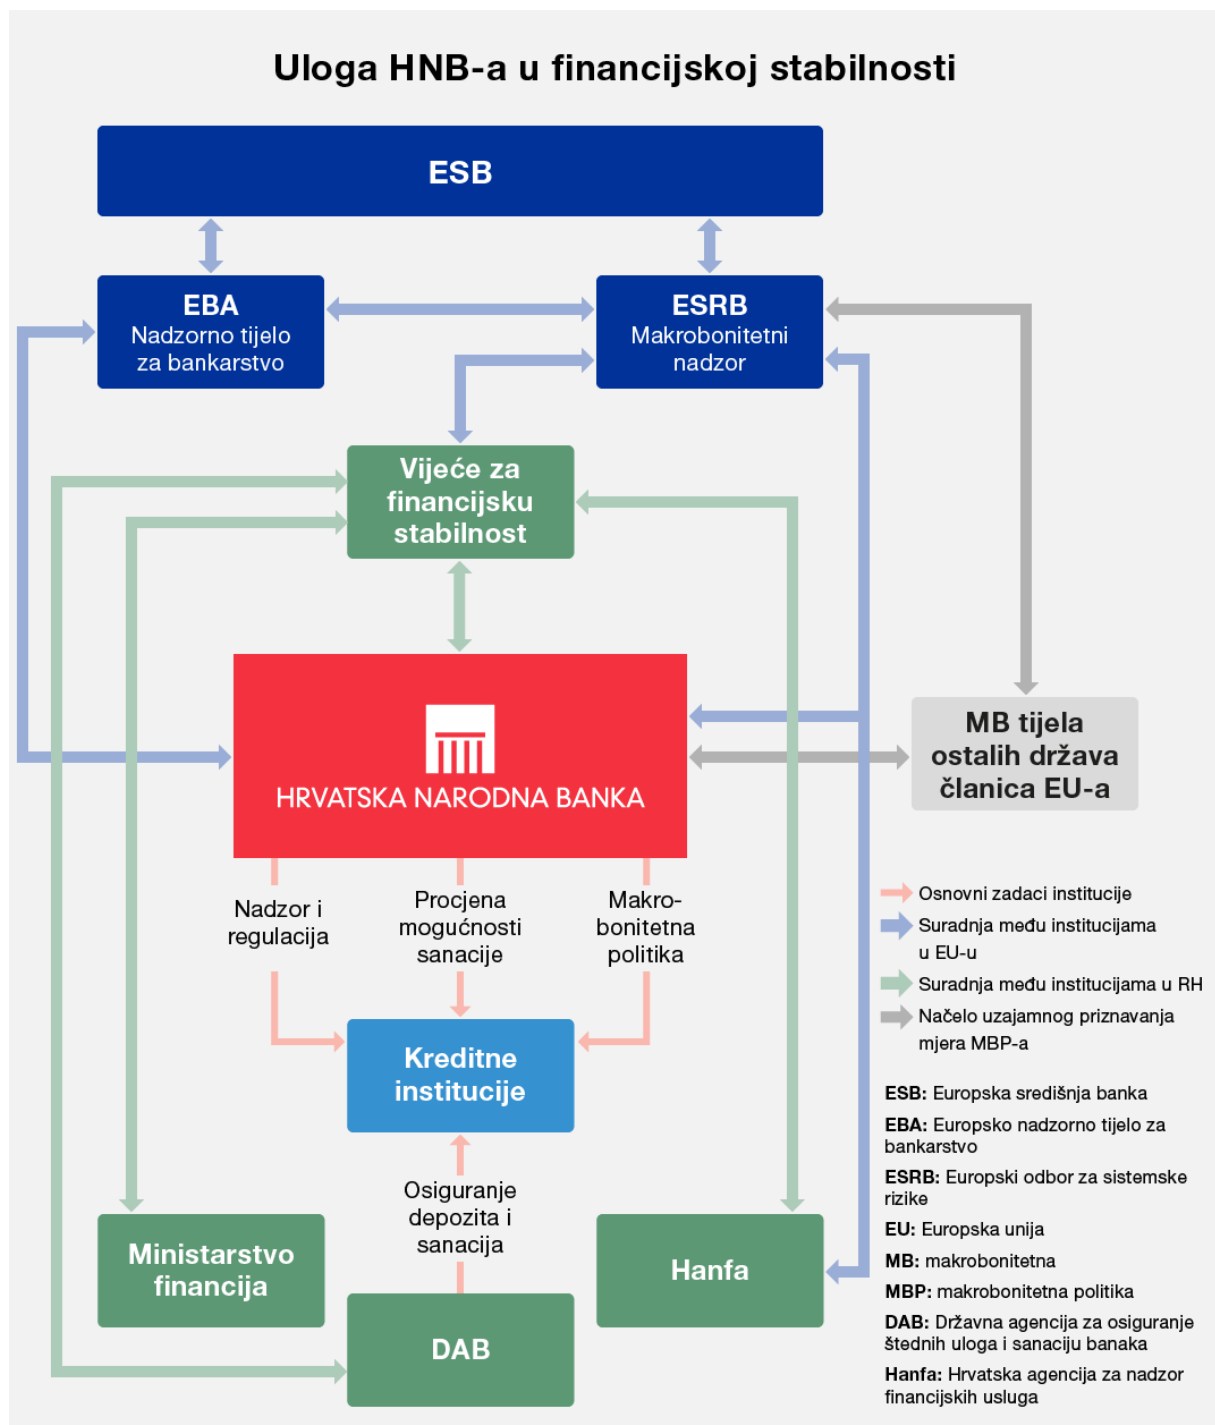 Uloga HNB-a u financijskoj stabilnosti
ESB
EBA
Nadzorno tijelo
za bankarstvo
ESRB
Makrobonitetni
nadzor
Vijeće za
financijsku
stabilnost
HRVATSKA NARODNA BANKA
MB tijela
ostalih država
članica EU-a
Nadzor i
regulacija
Procjena
mogućnosti
sanacije
Makro-
bonitetna
politika
Kreditne
institucije
Osiguranje
depozita i
sanacija
Ministarstvo
financija
DAB
Hanfa
Osnovni zadaci institucije
Suradnja među institucijama
u EU-u
Suradnja među institucijama u RH
Načelo uzajamnog priznavanja
mjera MBP-a
ESB: Europska središnja banka
EBA: Europsko nadzorno tijelo za
bankarstvo
ESRB: Europski odbor za sistemske
rizike
EU: Europska unija
MB: makrobonitetna
MBP: makrobonitetna politika
DAB: Državna agencija za osiguranje
štednih uloga i sanaciju banaka
Hanfa: Hrvatska agencija za nadzor
financijskih usluga